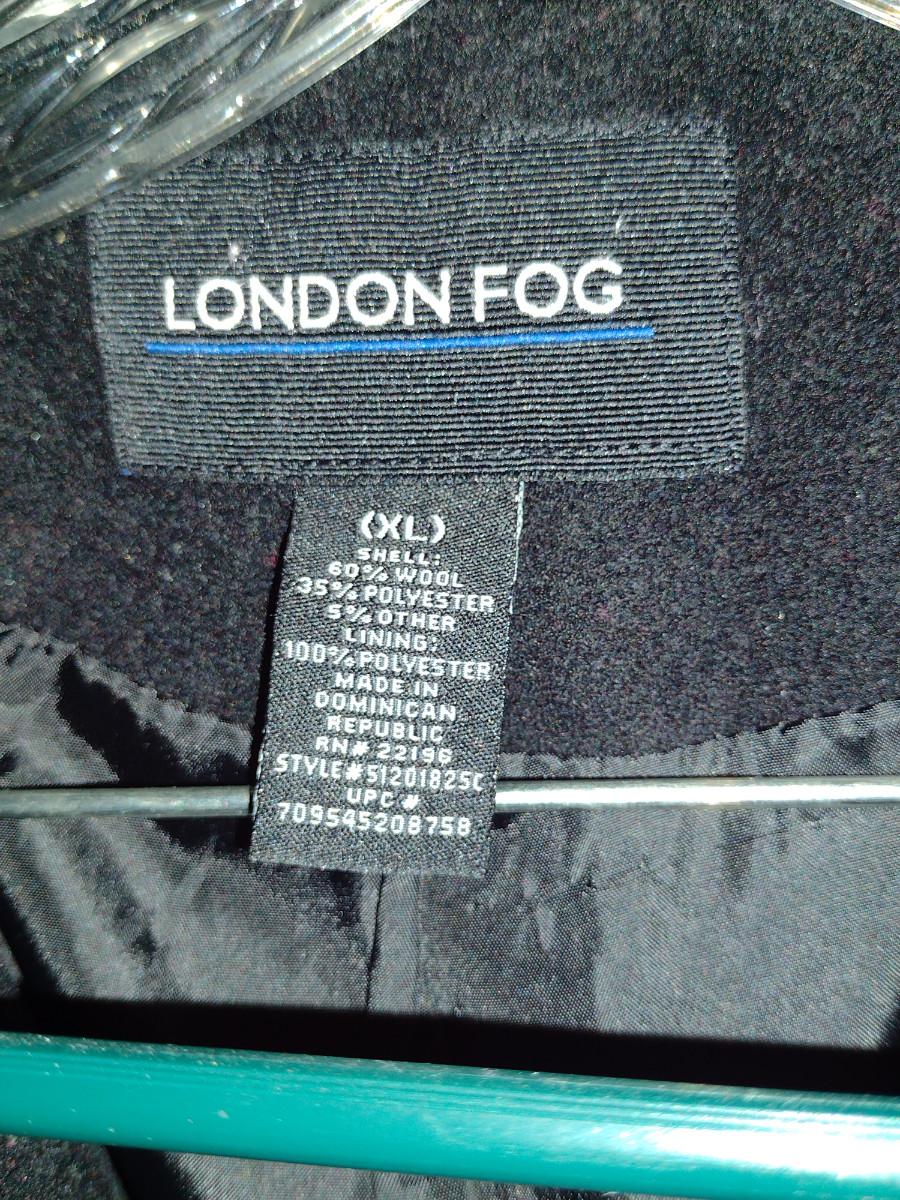 LONDON FOG
(XL)
SHELL:
60% WOOL
35% POLYESTER
5% OTHER
LINING:
100% POLYESTER
MADE IN
DOMINICAN
REPUBLIC
RN# 22196
STYLE# S1201825C
UPC #
709545208758